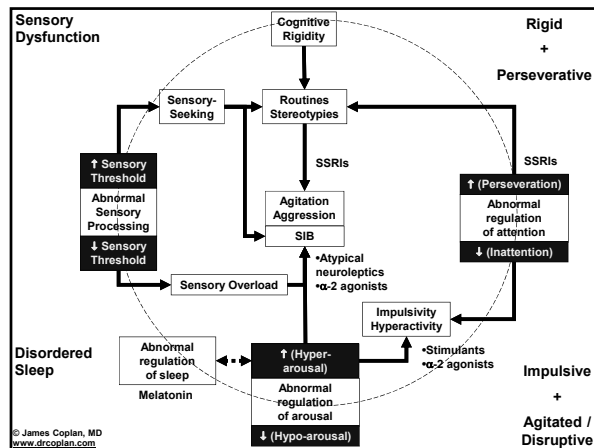 Sensory
Dysfunction
Cognitive
Rigidity
Rigid
+
Perseverative
Sensory-
Seeking
Routines
Stereotypies
SSRIs
SSRIs
↑ Sensory
Threshold
Abnormal
Sensory
Processing
↓ Sensory
Threshold
↑ (Perseveration)
Abnormal
regulation
of attention
↓ (Inattention)
Agitation
Aggression
SIB
•Atypical
neuroleptics
•α-2 agonists
Sensory Overload
Impulsivity
Hyperactivity
•Stimulants
•α-2 agonists
Disordered
Sleep
Abnormal
regulation
of sleep
Melatonin
↑ (Hyper-
arousal)
Abnormal
regulation
of arousal
↓ (Hypo-arousal)
Impulsive
+
Agitated /
Disruptive
© James Coplan, MD
www.drcoplan.com